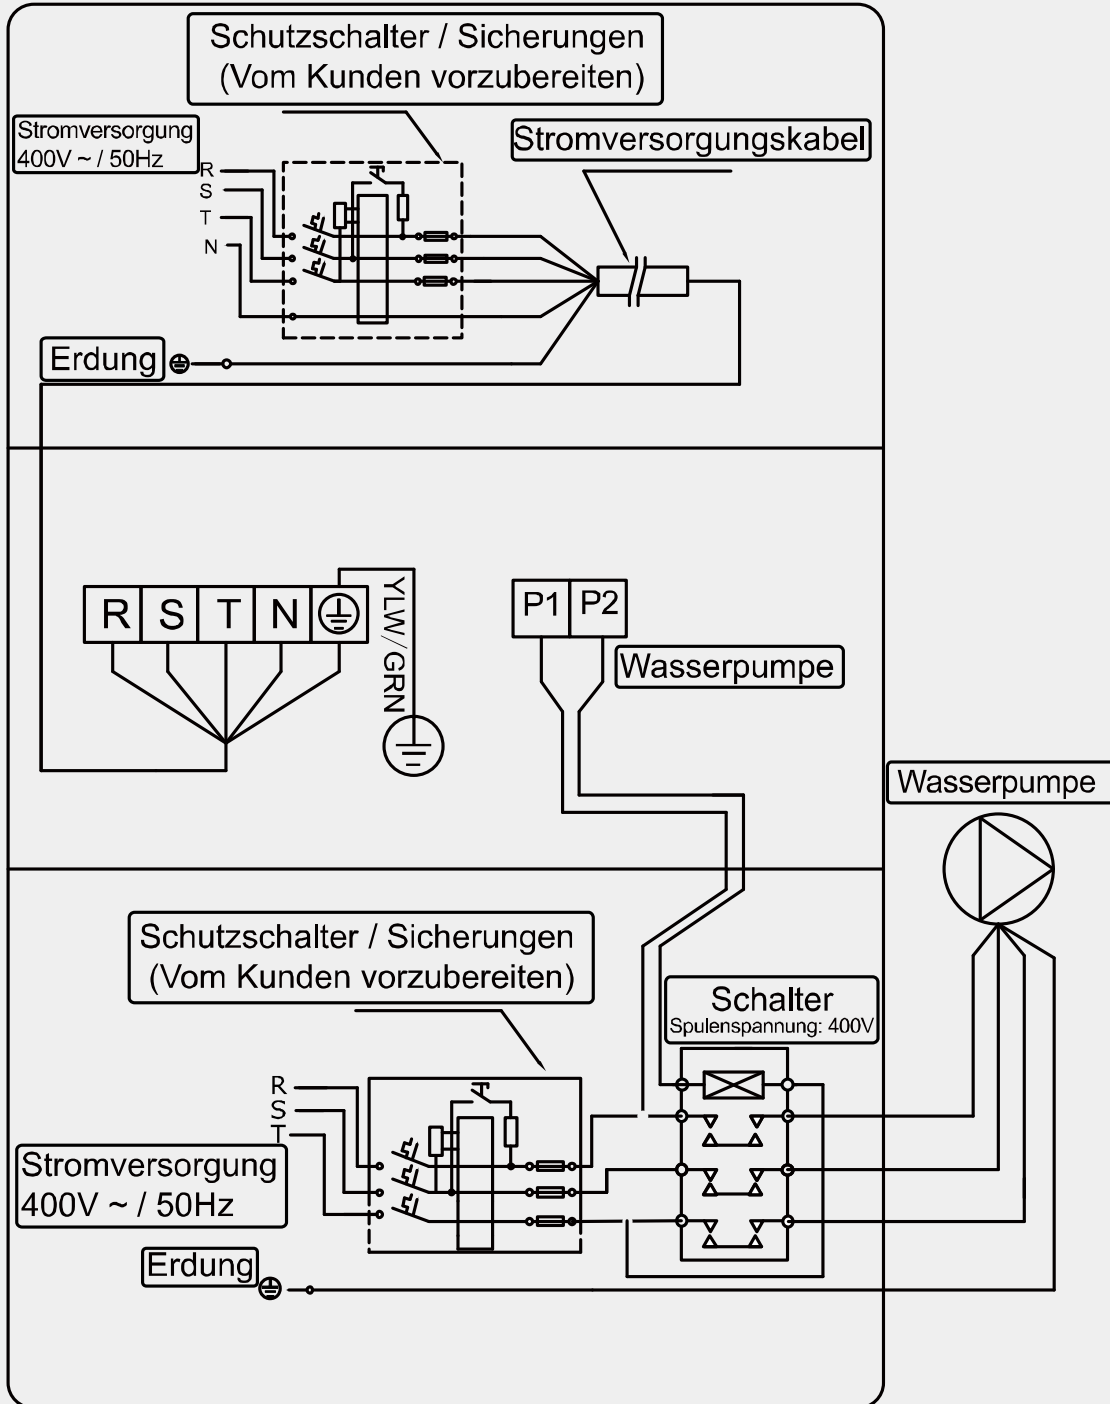 Schutzschalter / Sicherungen
(Vom Kunden vorzubereiten)
Stromversorgung
400V ~ / 50Hz
Stromversorgungskabel
R
S
T
N
Erdung
R S T N
YLW/GRN
P1 P2
Wasserpumpe
Wasserpumpe
Schutzschalter / Sicherungen
(Vom Kunden vorzubereiten)
Schalter
Spulenspannung: 400V
R
S
T
Stromversorgung
400V ~ / 50Hz
Erdung